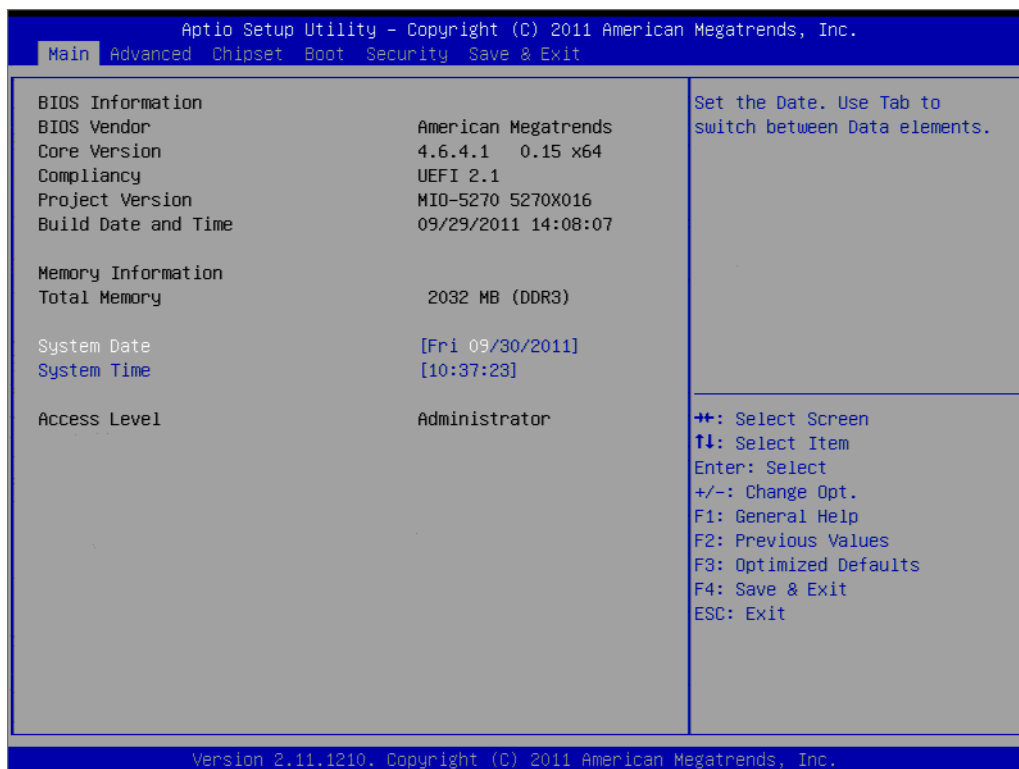 Aptio Setup Utility – Copyright (C) 2011 American Megatrends, Inc.
Main Advanced Chipset Boot Security Save & Exit
BIOS Information
BIOS Vendor American Megatrends
Core Version 4.6.4.1 0.15 x64
Compliancy UEFI 2.1
Project Version MIO-5270 5270X016
Build Date and Time 09/29/2011 14:08:07
Memory Information
Total Memory 2032 MB (DDR3)
System Date [Fri 09/30/2011]
System Time [10:37:23]
Access Level Administrator
Set the Date. Use Tab to
switch between Data elements.
→←: Select Screen
↑↓: Select Item
Enter: Select
+/-: Change Opt.
F1: General Help
F2: Previous Values
F3: Optimized Defaults
F4: Save & Exit
ESC: Exit
Version 2.11.1210. Copyright (C) 2011 American Megatrends, Inc.